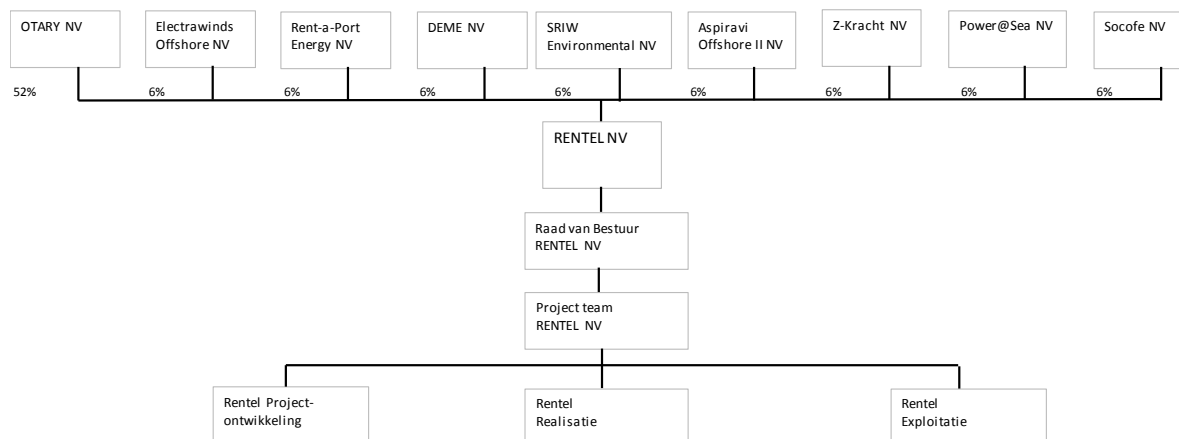 OTARY NV
Electrawinds
Offshore NV
Rent-a-Port
Energy NV
DEME NV
SRIW
Environmental NV
Aspiravi
Offshore II NV
Z-Kracht NV
Power@Sea NV
Socofe NV
52%
6%
6%
6%
6%
6%
6%
6%
6%
RENTEL NV
Raad van Bestuur
RENTEL NV
Project team
RENTEL NV
Rentel Project-
ontwikkeling
Rentel
Realisatie
Rentel
Exploitatie